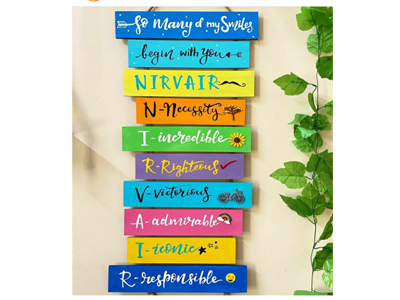 So Many of my Smiles
begin with You
NIRVAIR
N-Necessity
I-incredible
R-Righteous
V-victorious
A-admirable
I-iconic
R-responsible